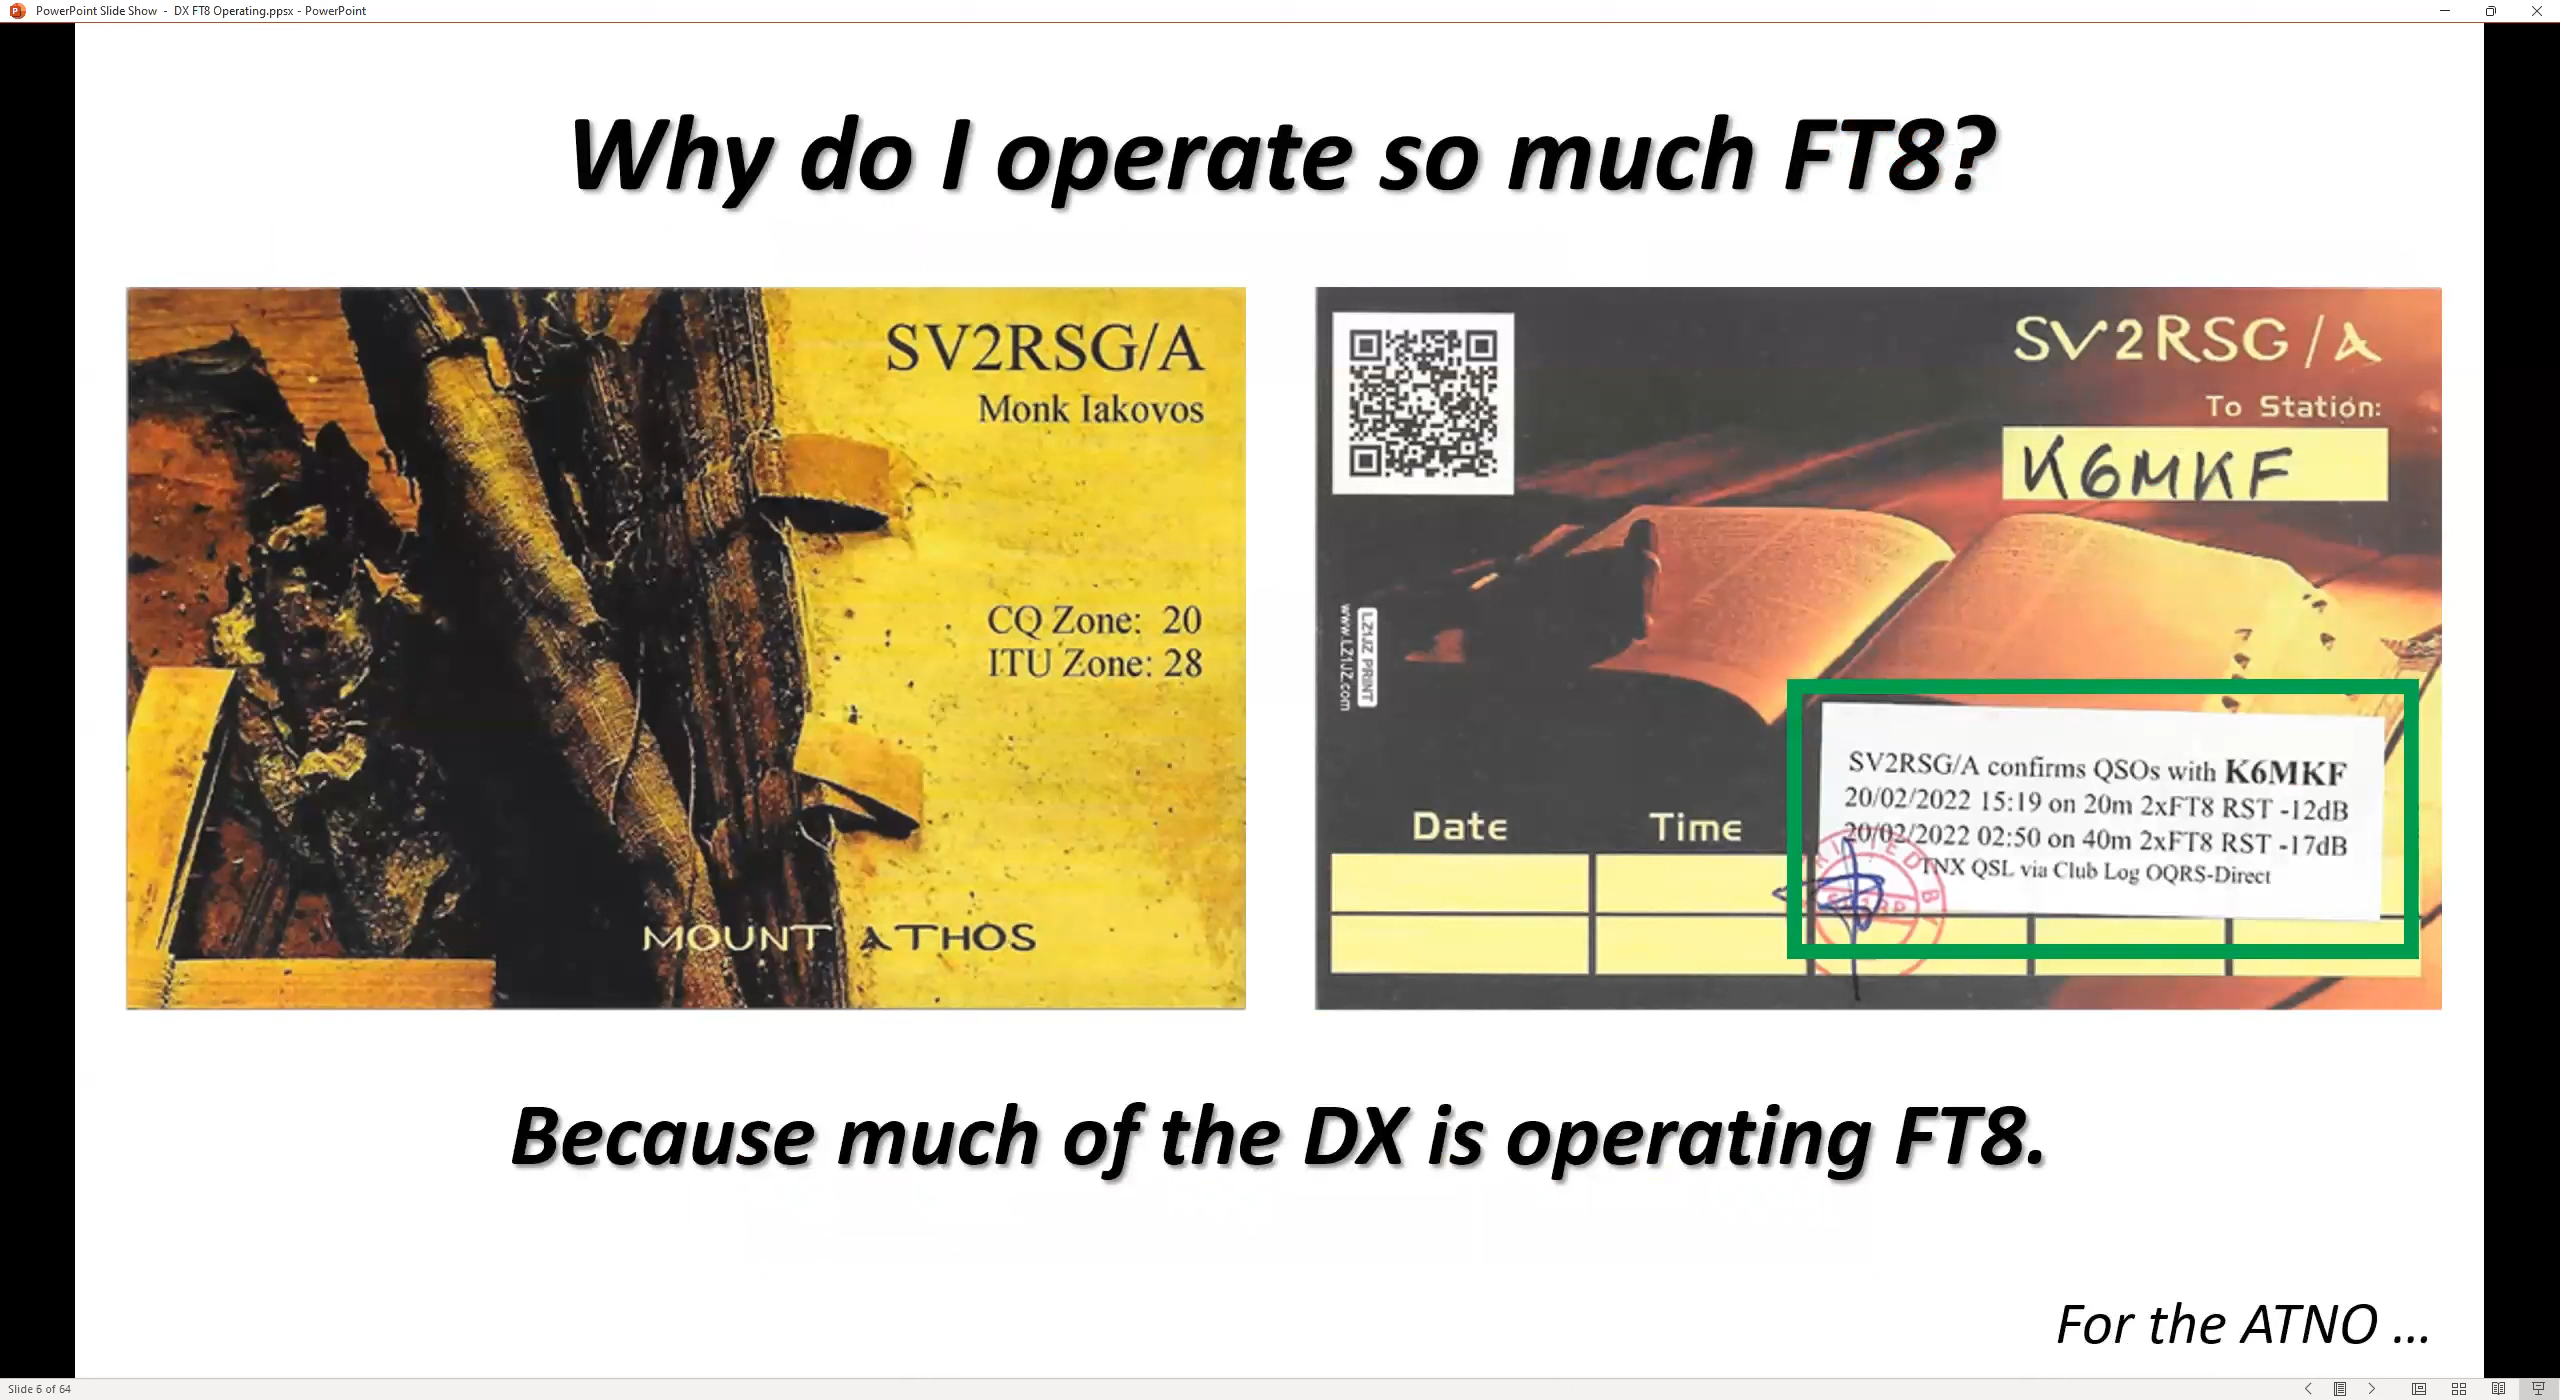 PowerPoint Slide Show - DX FT8 Operating.ppsx - PowerPoint
Why do I operate so much FT8?
SV2RSG/A
Monk Iakovos
CQ Zone: 20
ITU Zone: 28
MOUNT ATHOS
SV2RSG/A
To Station:
K6MKF
LZ1JZ PRINT
www.LZ1JZ.com
Date
Time
SV2RSG/A confirms QSOs with K6MKF
20/02/2022 15:19 on 20m 2xFT8 RST -12dB
20/02/2022 02:50 on 40m 2xFT8 RST -17dB
TNX QSL via Club Log OQRS-Direct
Because much of the DX is operating FT8.
For the ATNO ...
Slide 6 of 64